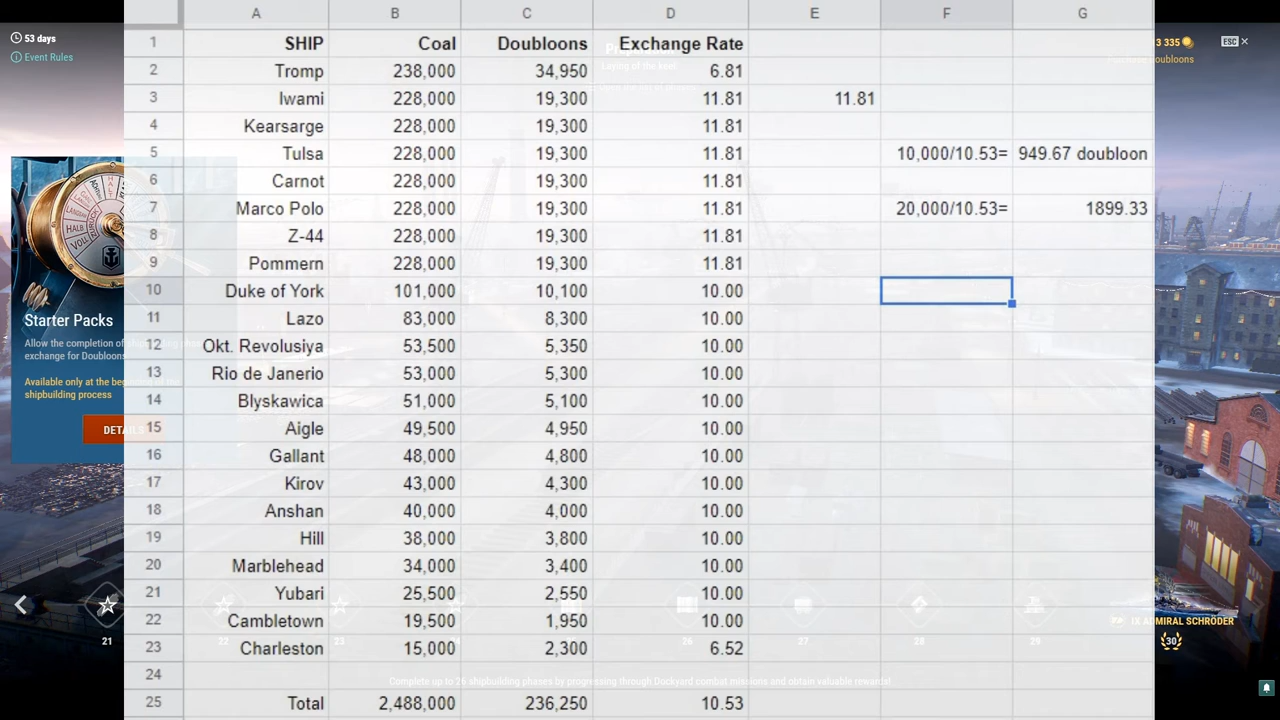 A B C D E F G
53 days
Event Rules
3 335
ESC ×
oubloons
1 SHIP Coal Doubloons Exchange Rate
2 Tromp 238,000 34,950 6.81
3 Iwami 228,000 19,300 11.81 11.81
4 Kearsarge 228,000 19,300 11.81
5 Tulsa 228,000 19,300 11.81 10,000/10.53= 949.67 doubloon
6 Carnot 228,000 19,300 11.81
7 Marco Polo 228,000 19,300 11.81 20,000/10.53= 1899.33
8 Z-44 228,000 19,300 11.81
9 Pommern 228,000 19,300 11.81
10 Duke of York 101,000 10,100 10.00
11 Lazo 83,000 8,300 10.00
12 Okt. Revolusiya 53,500 5,350 10.00
13 Rio de Janerio 53,000 5,300 10.00
14 Blyskawica 51,000 5,100 10.00
15 Aigle 49,500 4,950 10.00
16 Gallant 48,000 4,800 10.00
17 Kirov 43,000 4,300 10.00
18 Anshan 40,000 4,000 10.00
19 Hill 38,000 3,800 10.00
20 Marblehead 34,000 3,400 10.00
21 Yubari 25,500 2,550 10.00
22 Cambletown 19,500 1,950 10.00
23 Charleston 15,000 2,300 6.52
24
25 Total 2,488,000 236,250 10.53
Starter Packs
Allow the completion of
exchange for Doubloons
Available only at the be
shipbuilding process
DETAILS
IX ADMIRAL SCHRÖDER
21 22 23 26 27 28 29 30
Complete up to 26 shipbuilding phases by progressing through Dockyard combat missions and obtain valuable rewards!